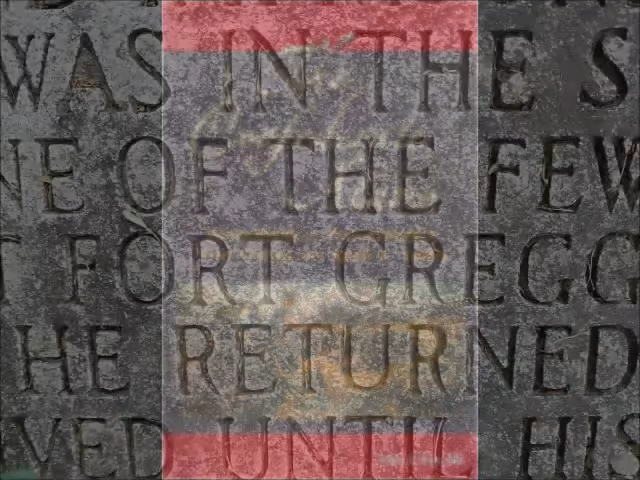 WAS IN THE S
NE OF THE FEW
T FORT GREGG
HE RETURNED
VED UNTIL HIS